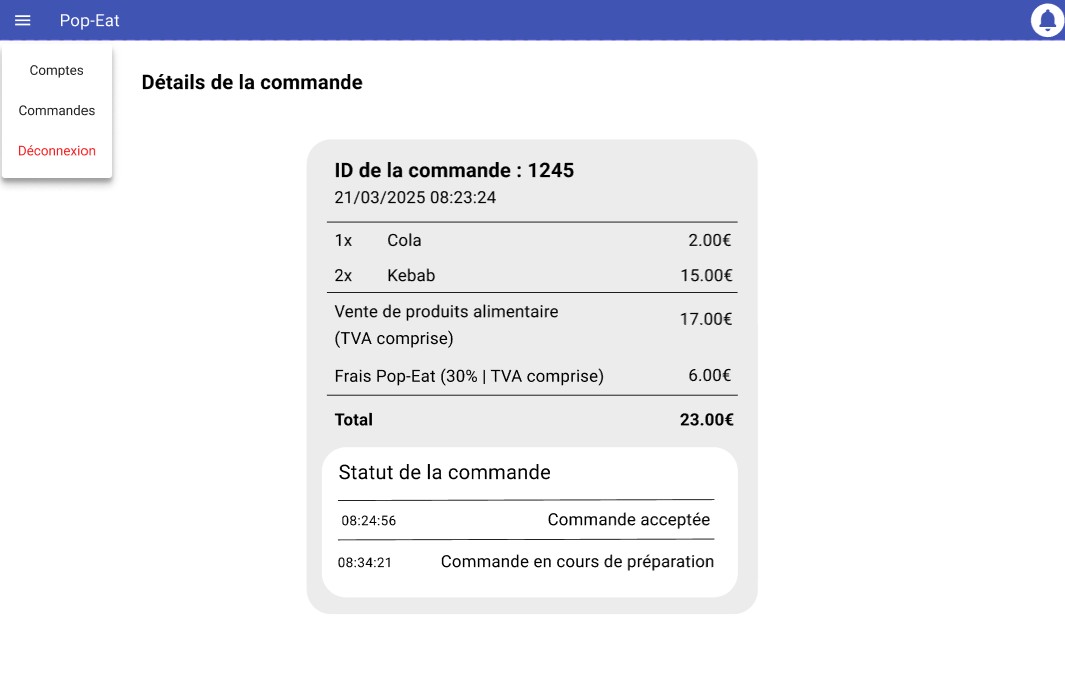 Pop-Eat
Comptes
Commandes
Déconnexion
Détails de la commande
ID de la commande : 1245
21/03/2025 08:23:24
1x Cola 2.00€
2x Kebab 15.00€
Vente de produits alimentaire
(TVA comprise) 17.00€
Frais Pop-Eat (30% | TVA comprise) 6.00€
Total 23.00€
Statut de la commande
08:24:56 Commande acceptée
08:34:21 Commande en cours de préparation